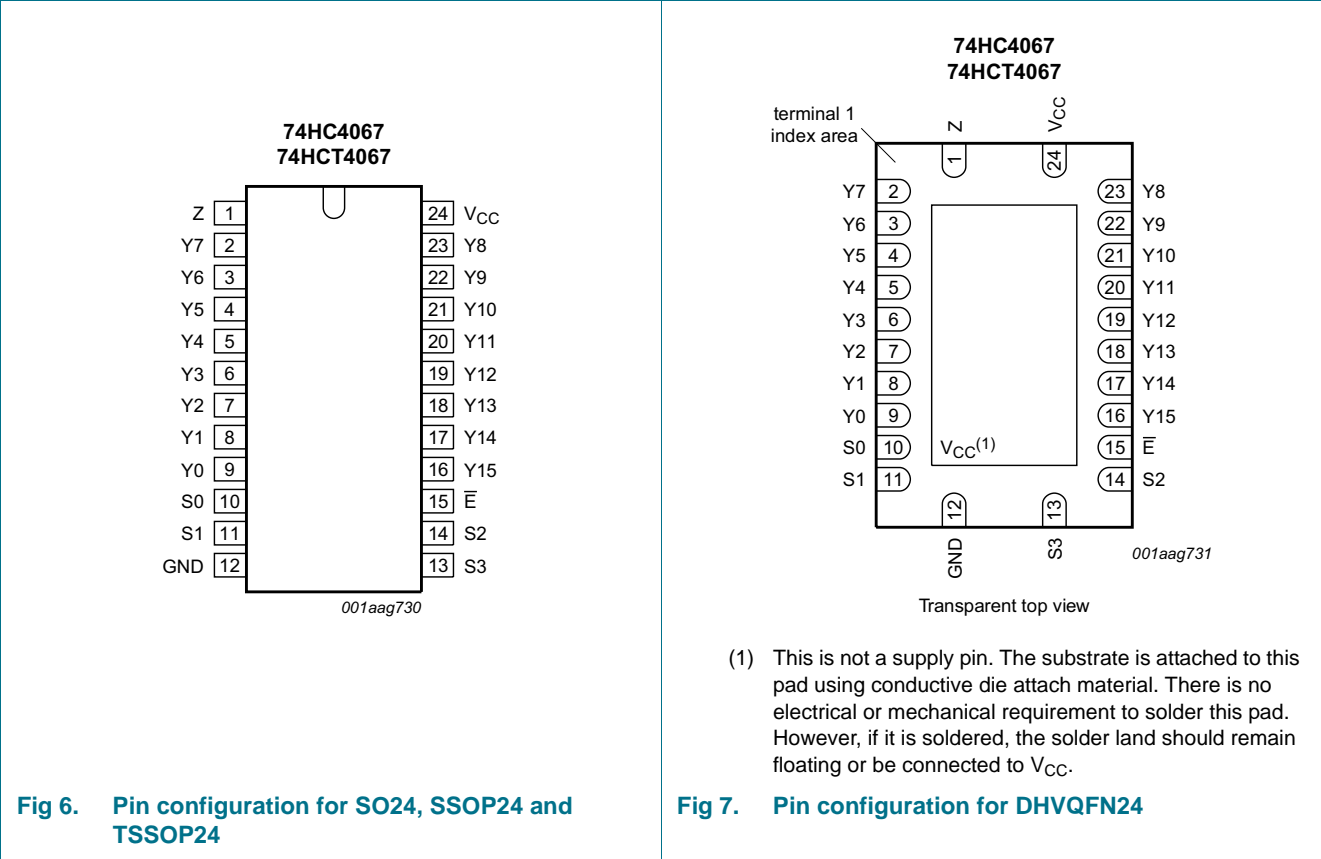 74HC4067
74HCT4067
Z 1 24 VCC
Y7 2 23 Y8
Y6 3 22 Y9
Y5 4 21 Y10
Y4 5 20 Y11
Y3 6 19 Y12
Y2 7 18 Y13
Y1 8 17 Y14
Y0 9 16 Y15
S0 10 15 E̅
S1 11 14 S2
GND 12 13 S3
001aag730
Fig 6. Pin configuration for SO24, SSOP24 and
TSSOP24
74HC4067
74HCT4067
terminal 1
index area
Z VCC
1 24
Y7 2 23 Y8
Y6 3 22 Y9
Y5 4 21 Y10
Y4 5 20 Y11
Y3 6 19 Y12
Y2 7 18 Y13
Y1 8 17 Y14
Y0 9 16 Y15
S0 10 VCC(1) 15 E̅
S1 11 14 S2
12 13
GND S3
001aag731
Transparent top view
(1) This is not a supply pin. The substrate is attached to this
pad using conductive die attach material. There is no
electrical or mechanical requirement to solder this pad.
However, if it is soldered, the solder land should remain
floating or be connected to VCC.
Fig 7. Pin configuration for DHVQFN24